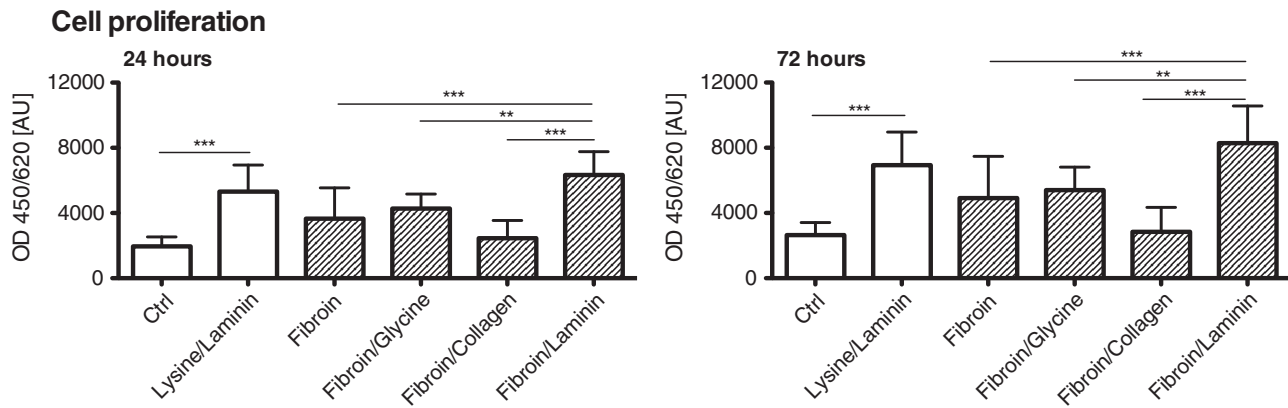 Cell proliferation
24 hours
OD 450/620 [AU]
12000
8000
4000
0
***
***
**
***
Ctrl
Lysine/Laminin
Fibroin
Fibroin/Glycine
Fibroin/Collagen
Fibroin/Laminin
72 hours
OD 450/620 [AU]
12000
8000
4000
0
***
***
**
***
Ctrl
Lysine/Laminin
Fibroin
Fibroin/Glycine
Fibroin/Collagen
Fibroin/Laminin